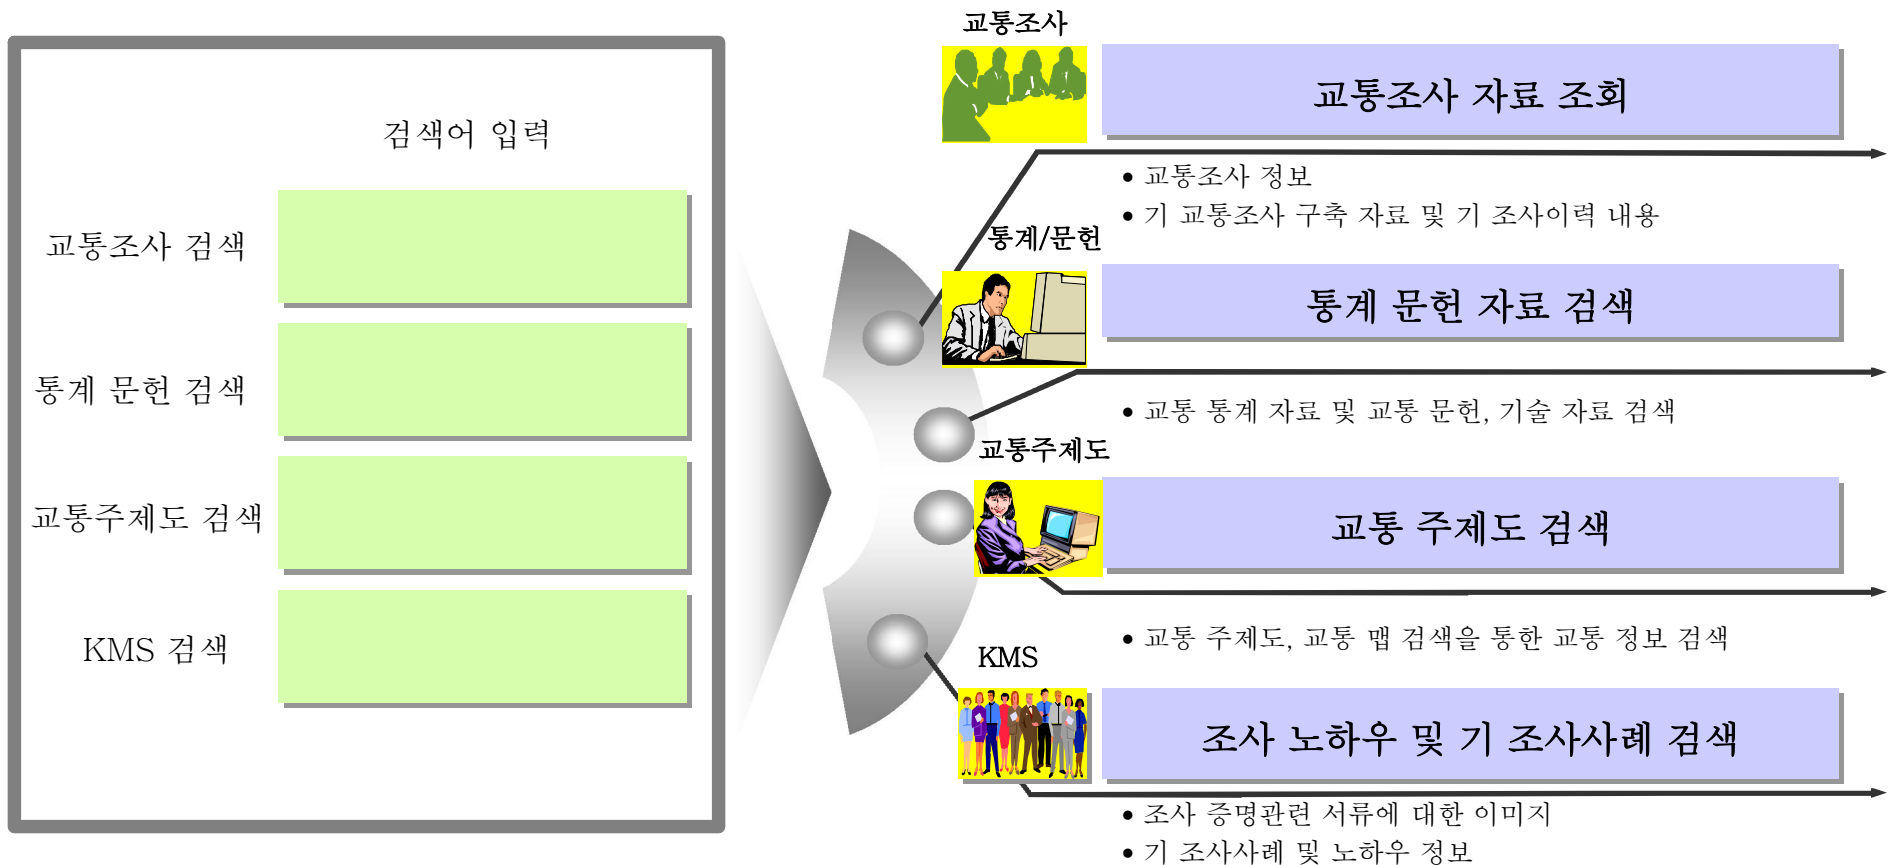 검색어 입력
교통조사 검색
통계 문헌 검색
교통주제도 검색
KMS 검색
교통조사
교통조사 자료 조회
• 교통조사 정보
• 기 교통조사 구축 자료 및 기 조사이력 내용
통계/문헌
통계 문헌 자료 검색
• 교통 통계 자료 및 교통 문헌, 기술 자료 검색
교통주제도
교통 주제도 검색
• 교통 주제도, 교통 맵 검색을 통한 교통 정보 검색
KMS
조사 노하우 및 기 조사사례 검색
• 조사 증명관련 서류에 대한 이미지
• 기 조사사례 및 노하우 정보